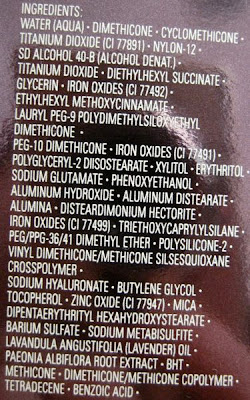 INGREDIENTS:
WATER (AQUA) • DIMETHICONE • CYCLOMETHICONE •
TITANIUM DIOXIDE (CI 77891) • NYLON-12 •
SD ALCOHOL 40-B (ALCOHOL DENAT.) •
TITANIUM DIOXIDE • DIETHYLHEXYL SUCCINATE •
GLYCERIN • IRON OXIDES (CI 77492) •
ETHYLHEXYL METHOXYCINNAMATE •
LAURYL PEG-9 POLYDIMETHYLSILOXYETHYL
DIMETHICONE •
PEG-10 DIMETHICONE • IRON OXIDES (CI 77491) •
POLYGLYCERYL-2 DIISOSTEARATE • XYLITOL • ERYTHRITOL •
SODIUM GLUTAMATE • PHENOXYETHANOL •
ALUMINUM HYDROXIDE • ALUMINUM DISTEARATE •
ALUMINA • DISTEARDIMONIUM HECTORITE •
IRON OXIDES (CI 77499) • TRIETHOXYCAPRYLYLSILANE •
PEG/PPG-36/41 DIMETHYL ETHER • POLYSILICONE-2 •
VINYL DIMETHICONE/METHICONE SILSESQUIOXANE
CROSSPOLYMER •
SODIUM HYALURONATE • BUTYLENE GLYCOL •
TOCOPHEROL • ZINC OXIDE (CI 77947) • MICA •
DIPENTAERYTHRITYL HEXAHYDROXYSTEARATE •
BARIUM SULFATE • SODIUM METABISULFITE •
LAVANDULA ANGUSTIFOLIA (LAVENDER) OIL •
PAEONIA ALBIFLORA ROOT EXTRACT • BHT •
METHICONE • DIMETHICONE/METHICONE COPOLYMER •
TETRADECENE • BENZOIC ACID •